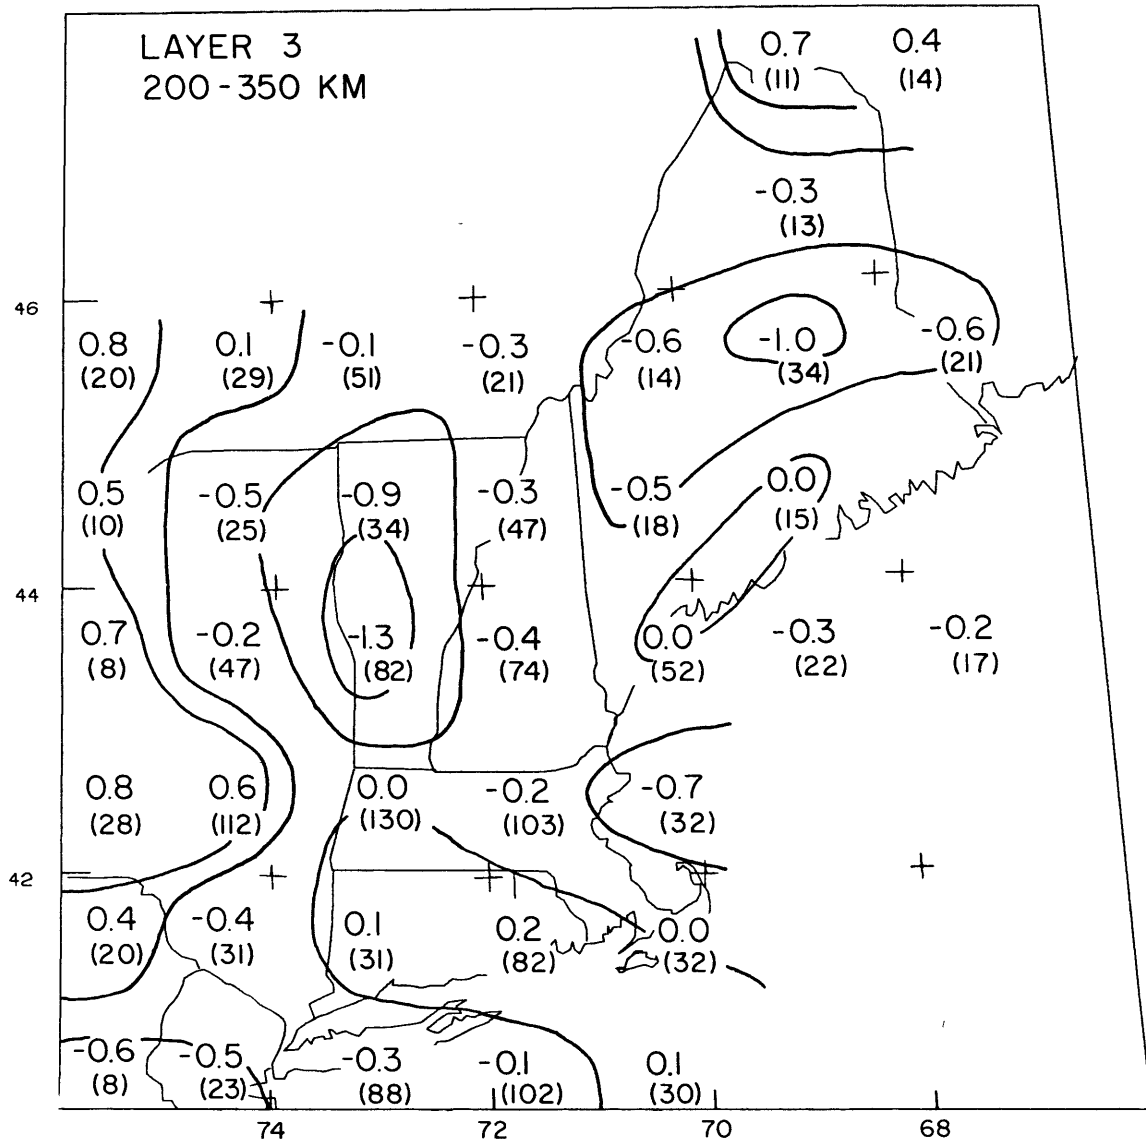 LAYER 3
200-350 KM
0.7 0.4
(11) (14)
-0.3
(13)
46
0.8 0.1 -0.1 -0.3 -0.6 -1.0 -0.6
(20) (29) (51) (21) (14) (34) (21)
0.5 -0.5 -0.9 -0.3 -0.5 0.0
(10) (25) (34) (47) (18) (15)
44
0.7 -0.2 -1.3 -0.4 0.0 -0.3 -0.2
(8) (47) (82) (74) (52) (22) (17)
0.8 0.6 0.0 -0.2 -0.7
(28) (112) (130) (103) (32)
42
0.4 -0.4 0.1 0.2 0.0
(20) (31) (31) (82) (32)
-0.6 -0.5 -0.3 -0.1 0.1
(8) (23) (88) (102) (30)
74 72 70 68